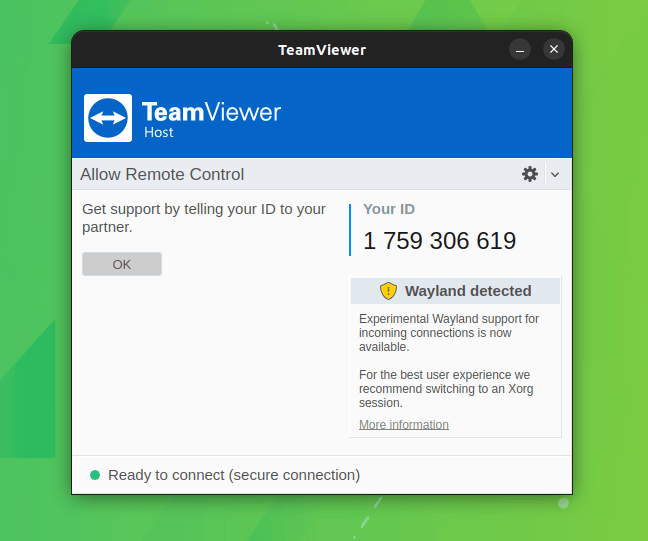 TeamViewer
TeamViewer
Host
Allow Remote Control
Get support by telling your ID to your
partner.
OK
Your ID
1 759 306 619
Wayland detected
Experimental Wayland support for
incoming connections is now
available.
For the best user experience we
recommend switching to an Xorg
session.
More information
Ready to connect (secure connection)